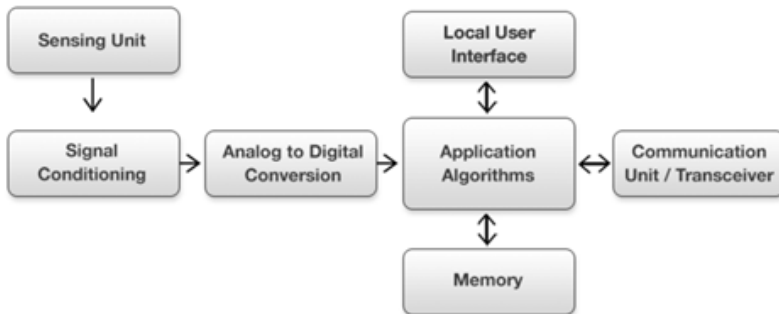 Sensing Unit
Local User
Interface
Signal
Conditioning
Analog to Digital
Conversion
Application
Algorithms
Communication
Unit / Transceiver
Memory